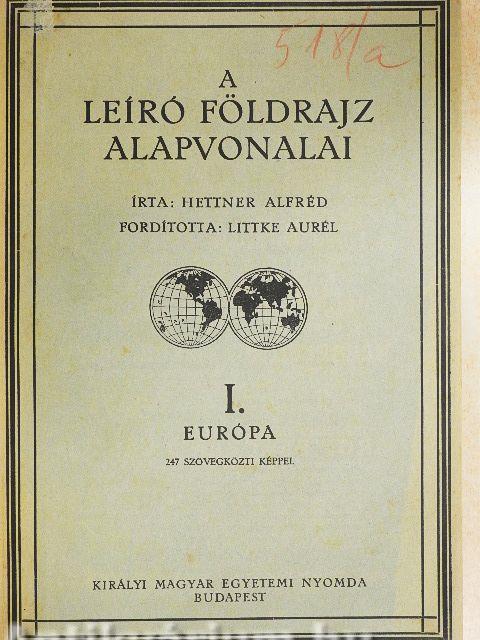 518/a
A
LEÍRÓ FÖLDRAJZ
ALAPVONALAI
ÍRTA: HETTNER ALFRÉD
FORDÍTOTTA: LITTKE AURÉL
I.
EURÓPA
247 SZÖVEGKÖZTI KÉPPEL
KIRÁLYI MAGYAR EGYETEMI NYOMDA
BUDAPEST